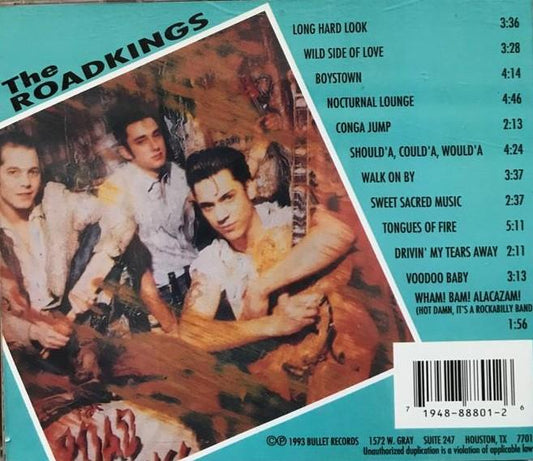 The
ROADKINGS
LONG HARD LOOK 3:36
WILD SIDE OF LOVE 3:28
BOYSTOWN 4:14
NOCTURNAL LOUNGE 4:46
CONGA JUMP 2:13
SHOULD'A, COULD'A, WOULD'A 4:24
WALK ON BY 3:37
SWEET SACRED MUSIC 2:37
TONGUES OF FIRE 5:11
DRIVIN' MY TEARS AWAY 2:11
VOODOO BABY 3:13
WHAM! BAM! ALACAZAM!
(HOT DAMN, IT'S A ROCKABILLY BAND
1:56
7 1948-88801-2 6
©℗ 1993 BULLET RECORDS 1572 W. GRAY SUITE 247 HOUSTON, TX 7701
Unauthorized duplication is a violation of applicable law